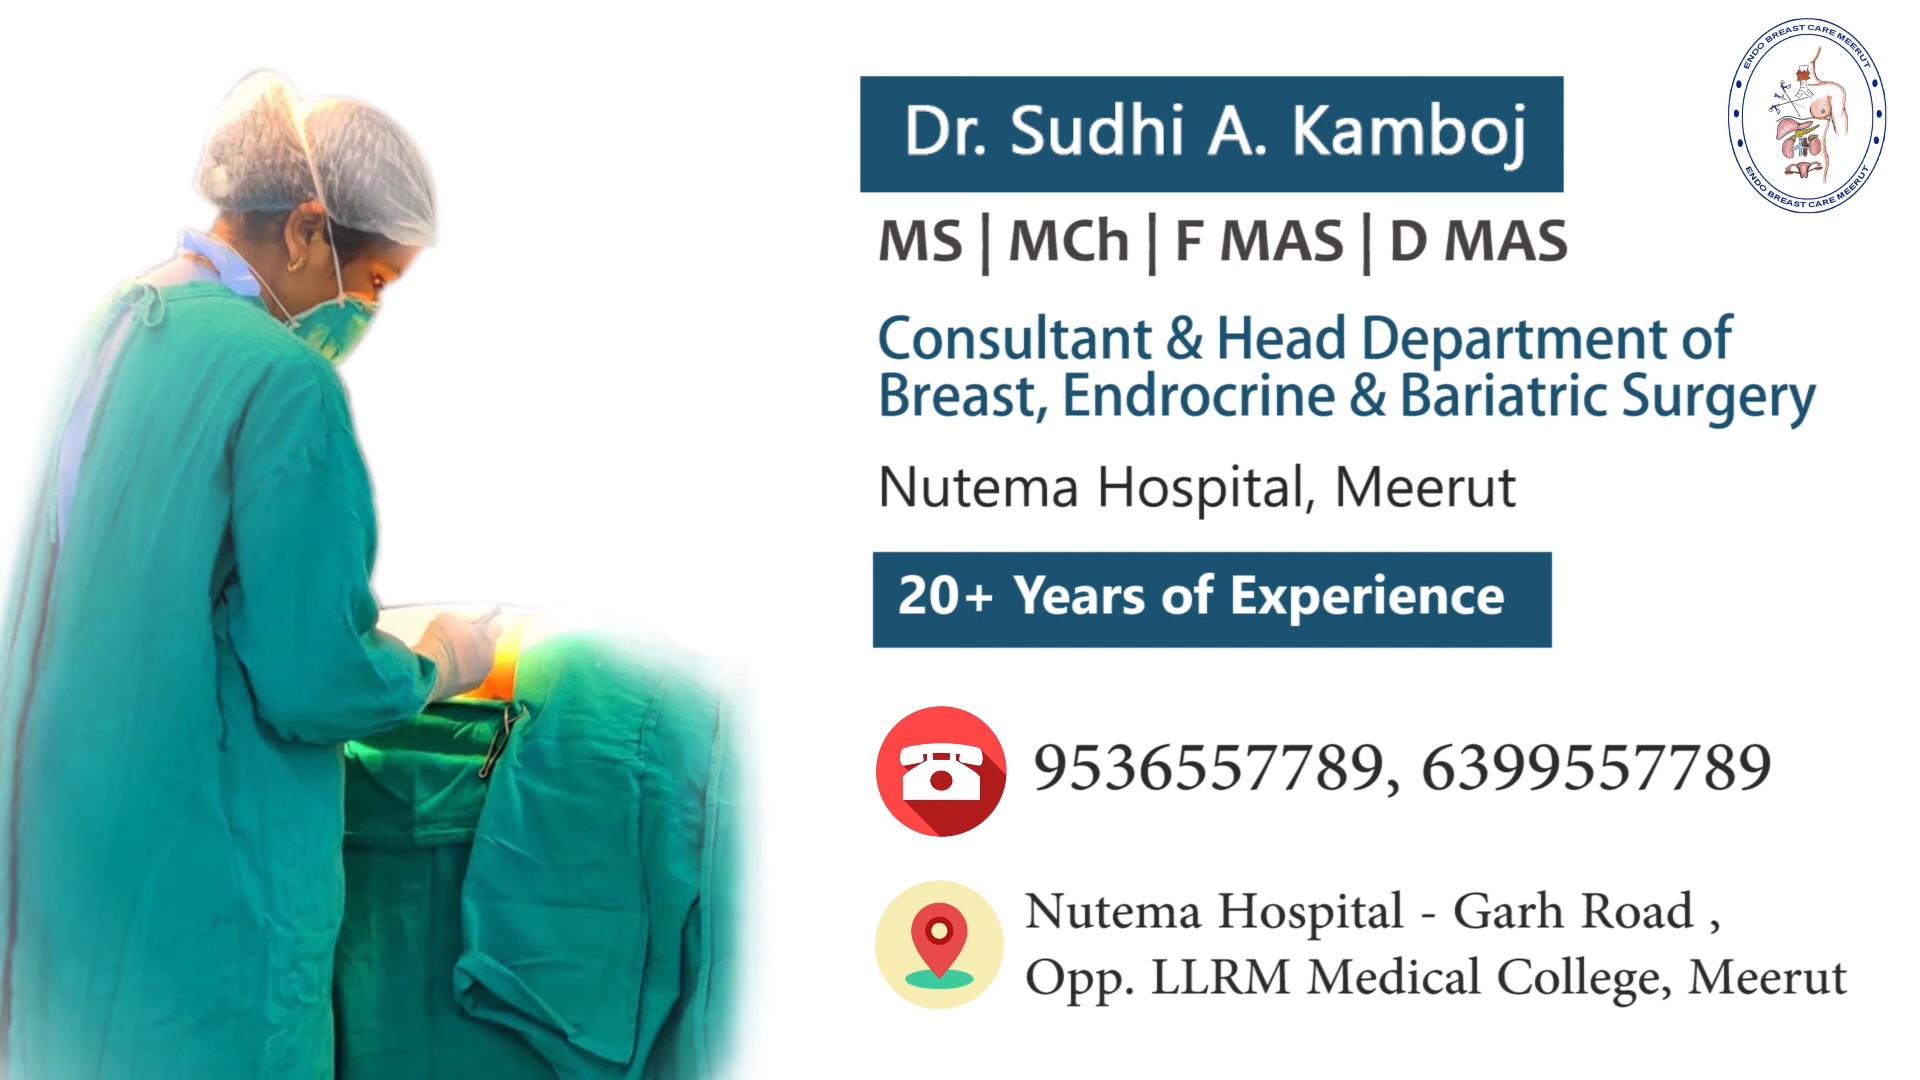 Dr. Sudhi A. Kamboj
ENDO BREAST CARE MEERUT
ENDO BREAST CARE MEERUT
MS | MCh | F MAS | D MAS
Consultant & Head Department of
Breast, Endrocrine & Bariatric Surgery
Nutema Hospital, Meerut
20+ Years of Experience
9536557789, 6399557789
Nutema Hospital - Garh Road ,
Opp. LLRM Medical College, Meerut